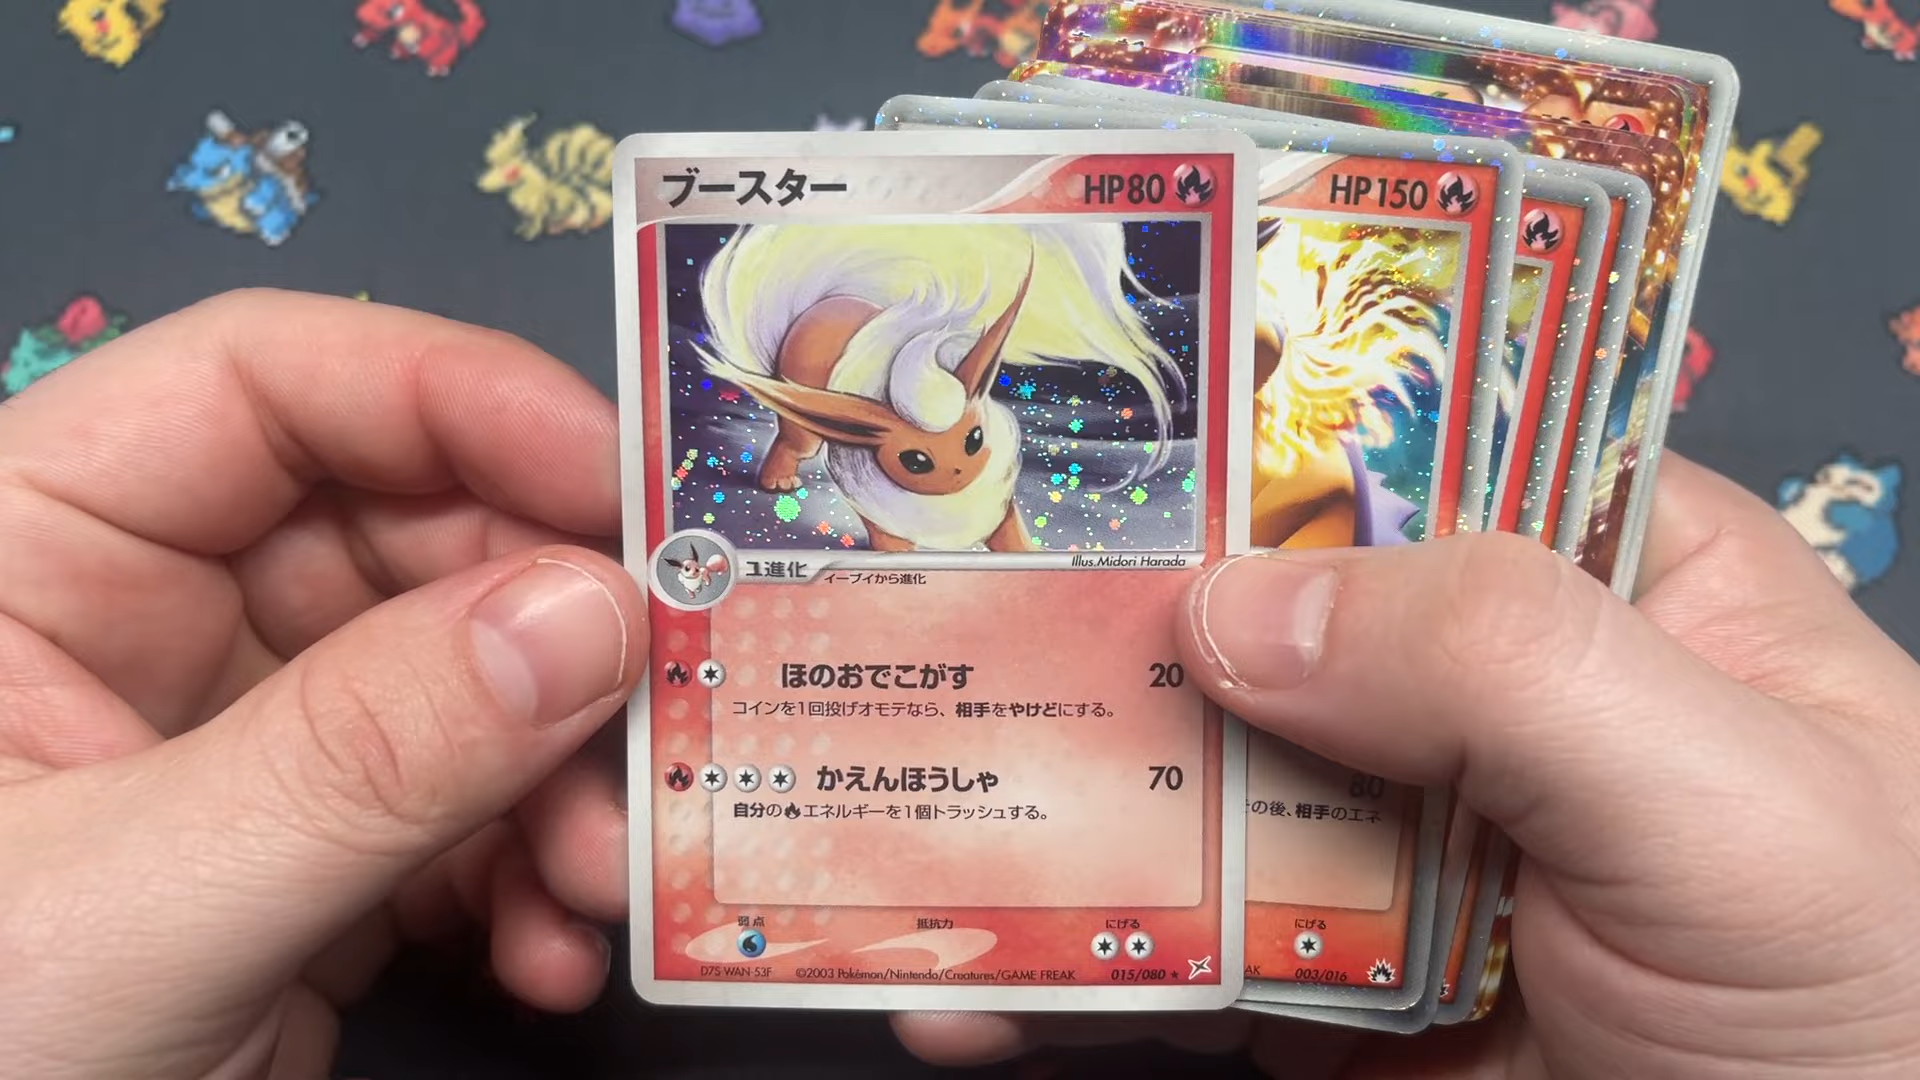 ブースター HP80
Illus. Midori Harada
1進化 イーブイから進化
ほのおでこがす 20
コインを1回投げオモテなら、相手をやけどにする。
かえんほうしゃ 70
自分のエネルギーを1個トラッシュする。
弱点 抵抗力 にげる
D7S-WAN-53F ©2003 Pokémon/Nintendo/Creatures/GAME FREAK 015/080 ★
HP150
80
の後、相手のエネ
にげる
AK 003/016